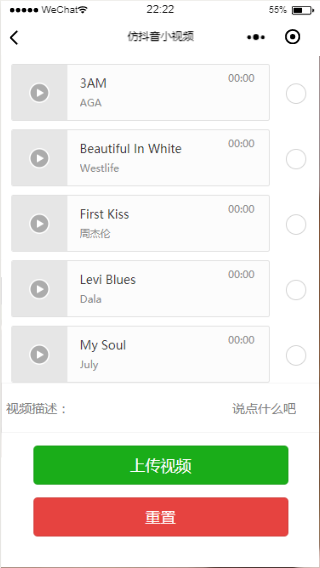 WeChat 22:22 55%
仿抖音小视频
3AM 00:00
AGA
Beautiful In White 00:00
Westlife
First Kiss 00:00
周杰伦
Levi Blues 00:00
Dala
My Soul 00:00
July
视频描述： 说点什么吧
上传视频
重置